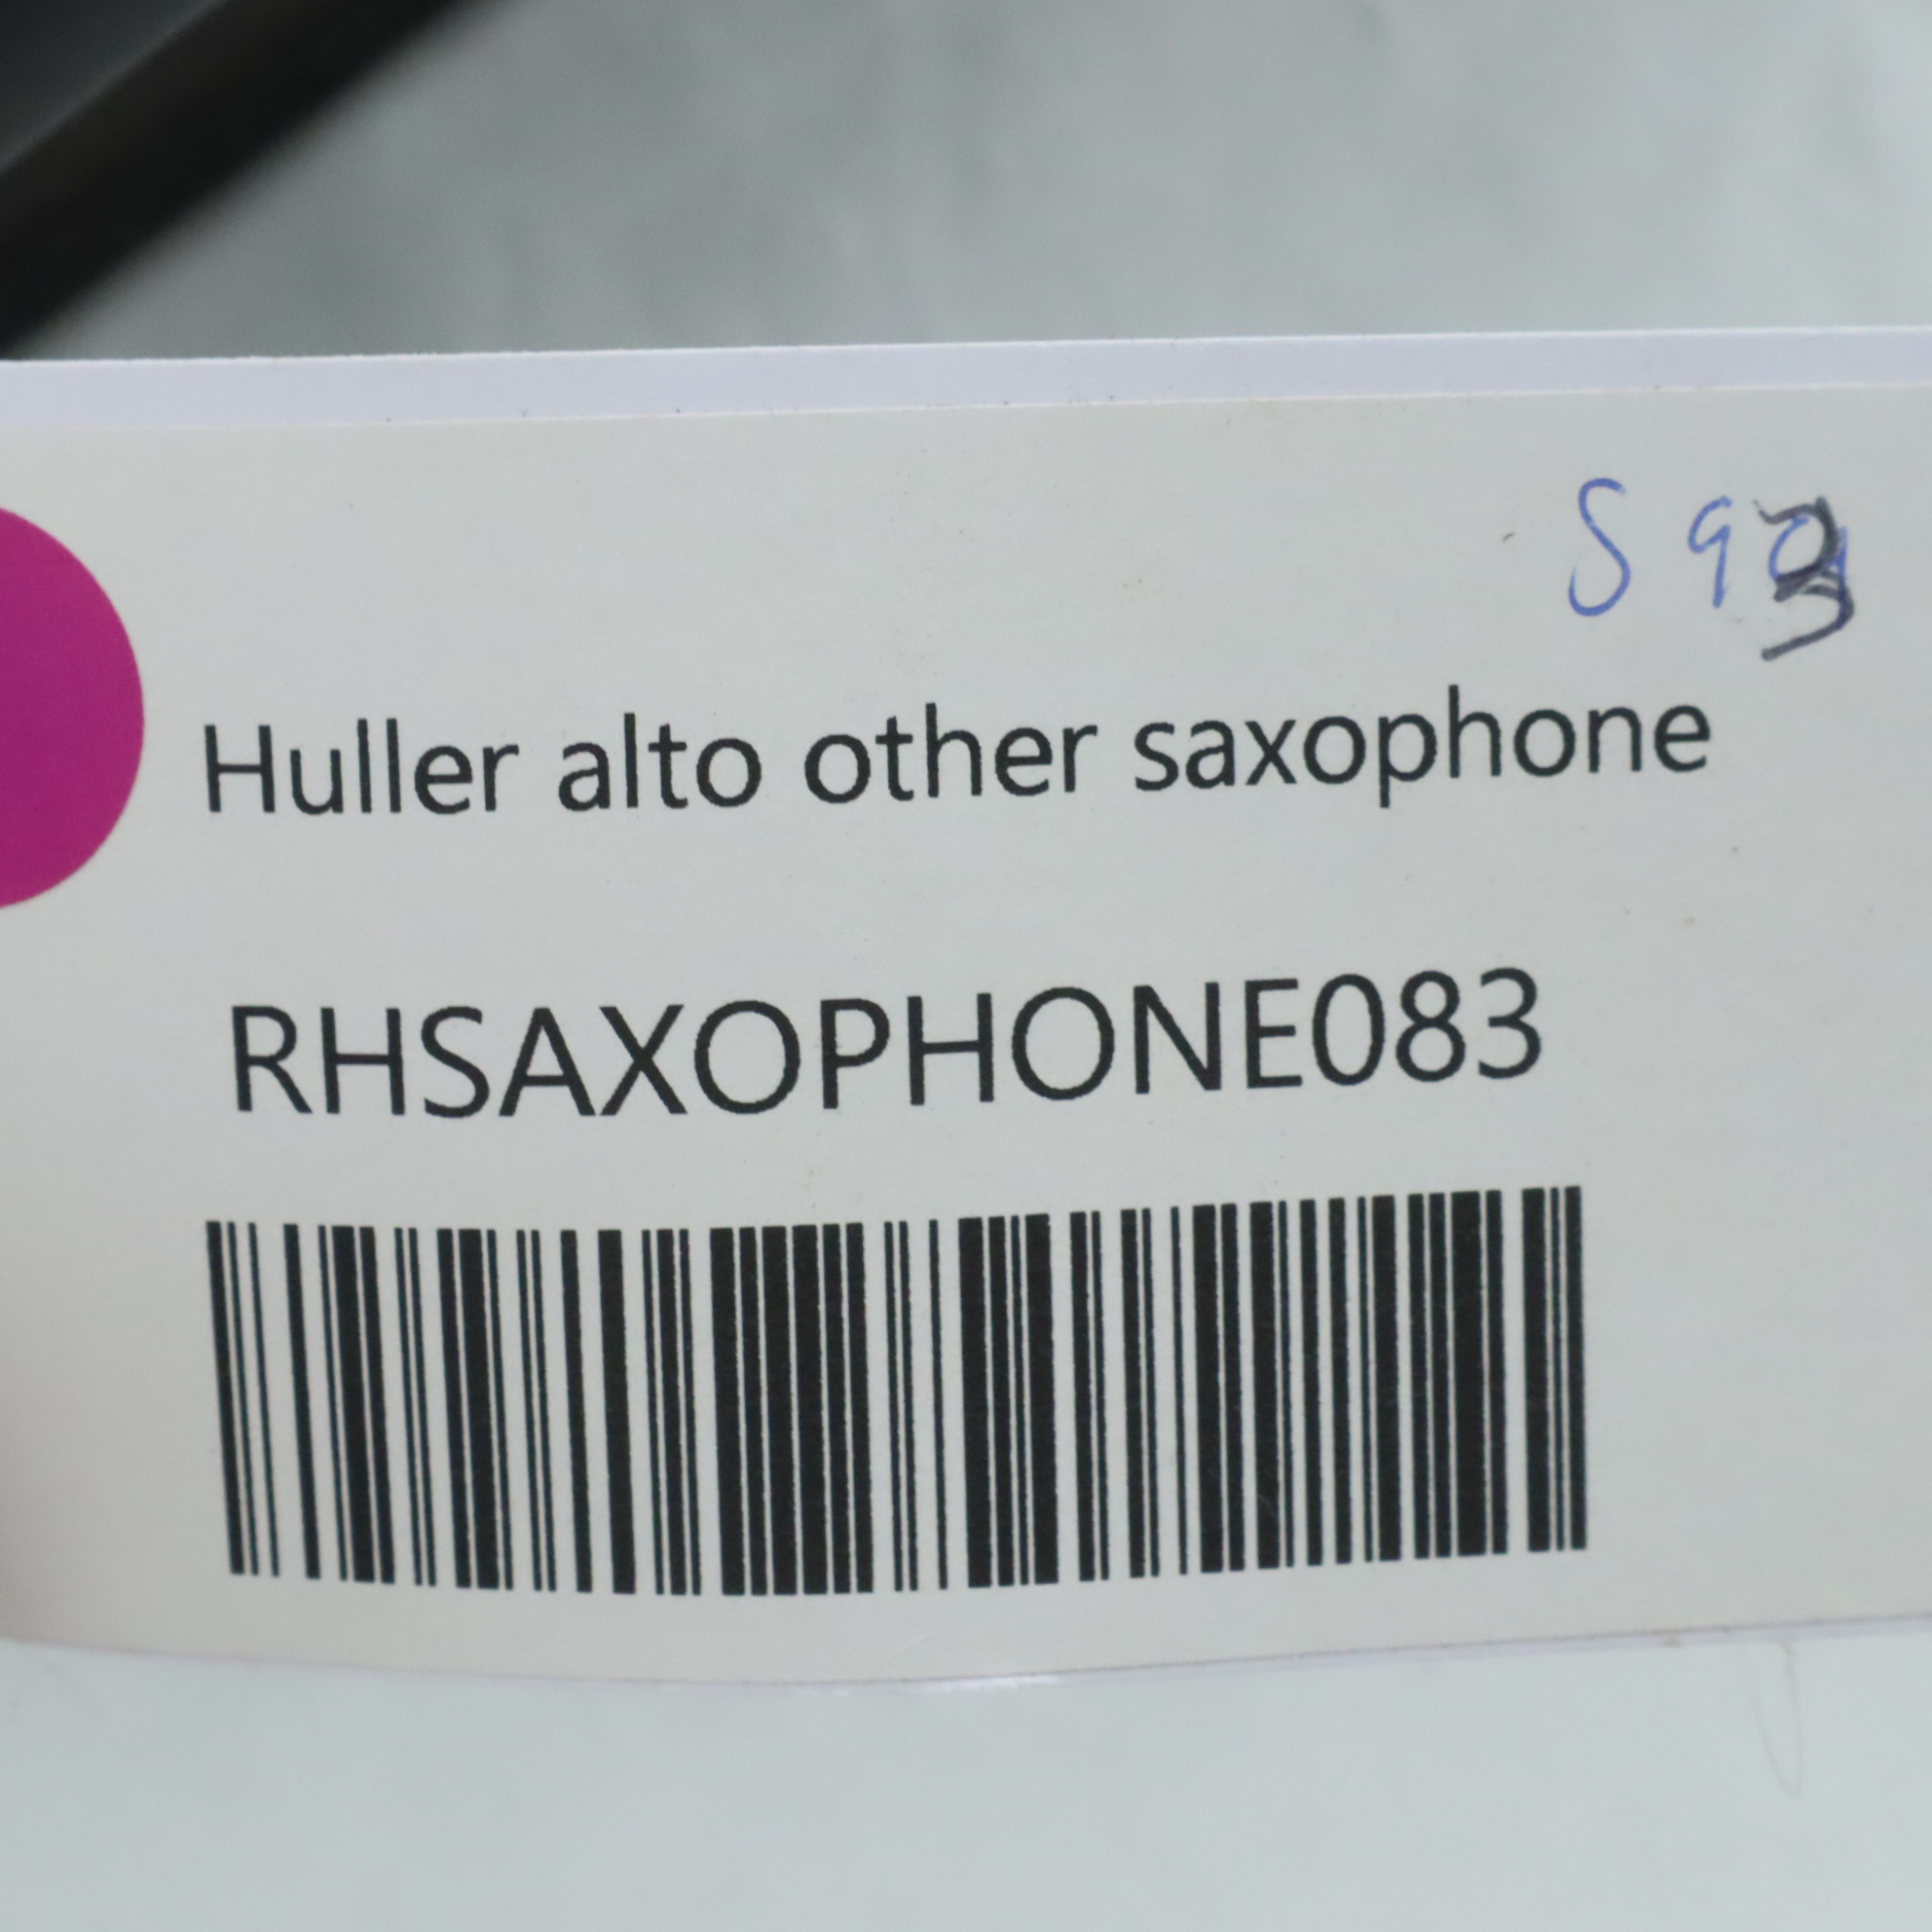 S 93
Huller alto other saxophone
RHSAXOPHONE083